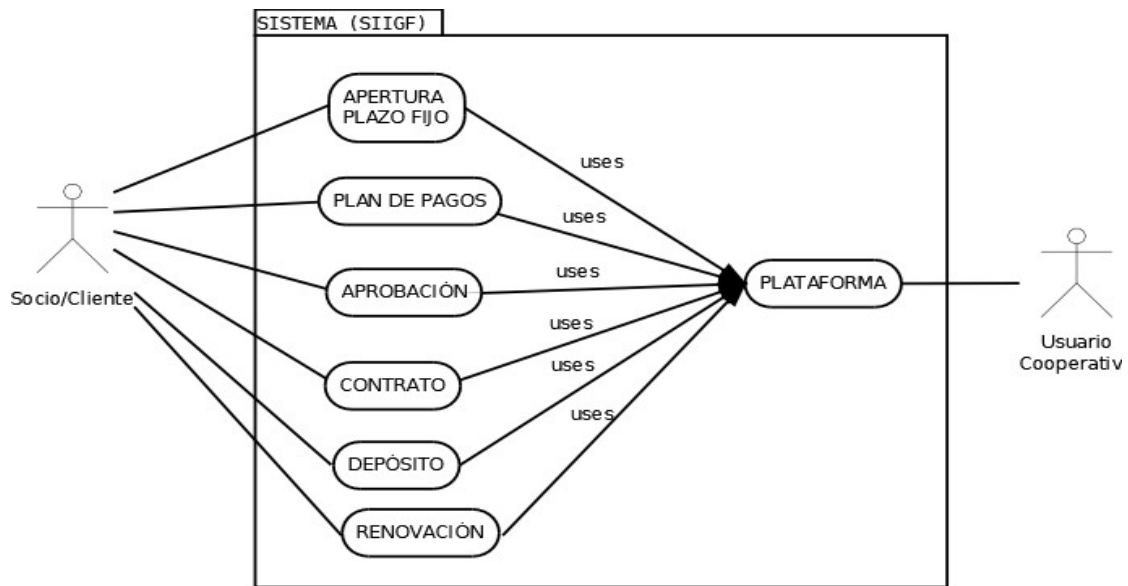 SISTEMA (SIIGF)
APERTURA
PLAZO FIJO
uses
PLAN DE PAGOS
uses
Socio/Cliente
APROBACIÓN
uses
PLATAFORMA
Usuario
Cooperativ
CONTRATO
uses
uses
DEPÓSITO
uses
RENOVACIÓN